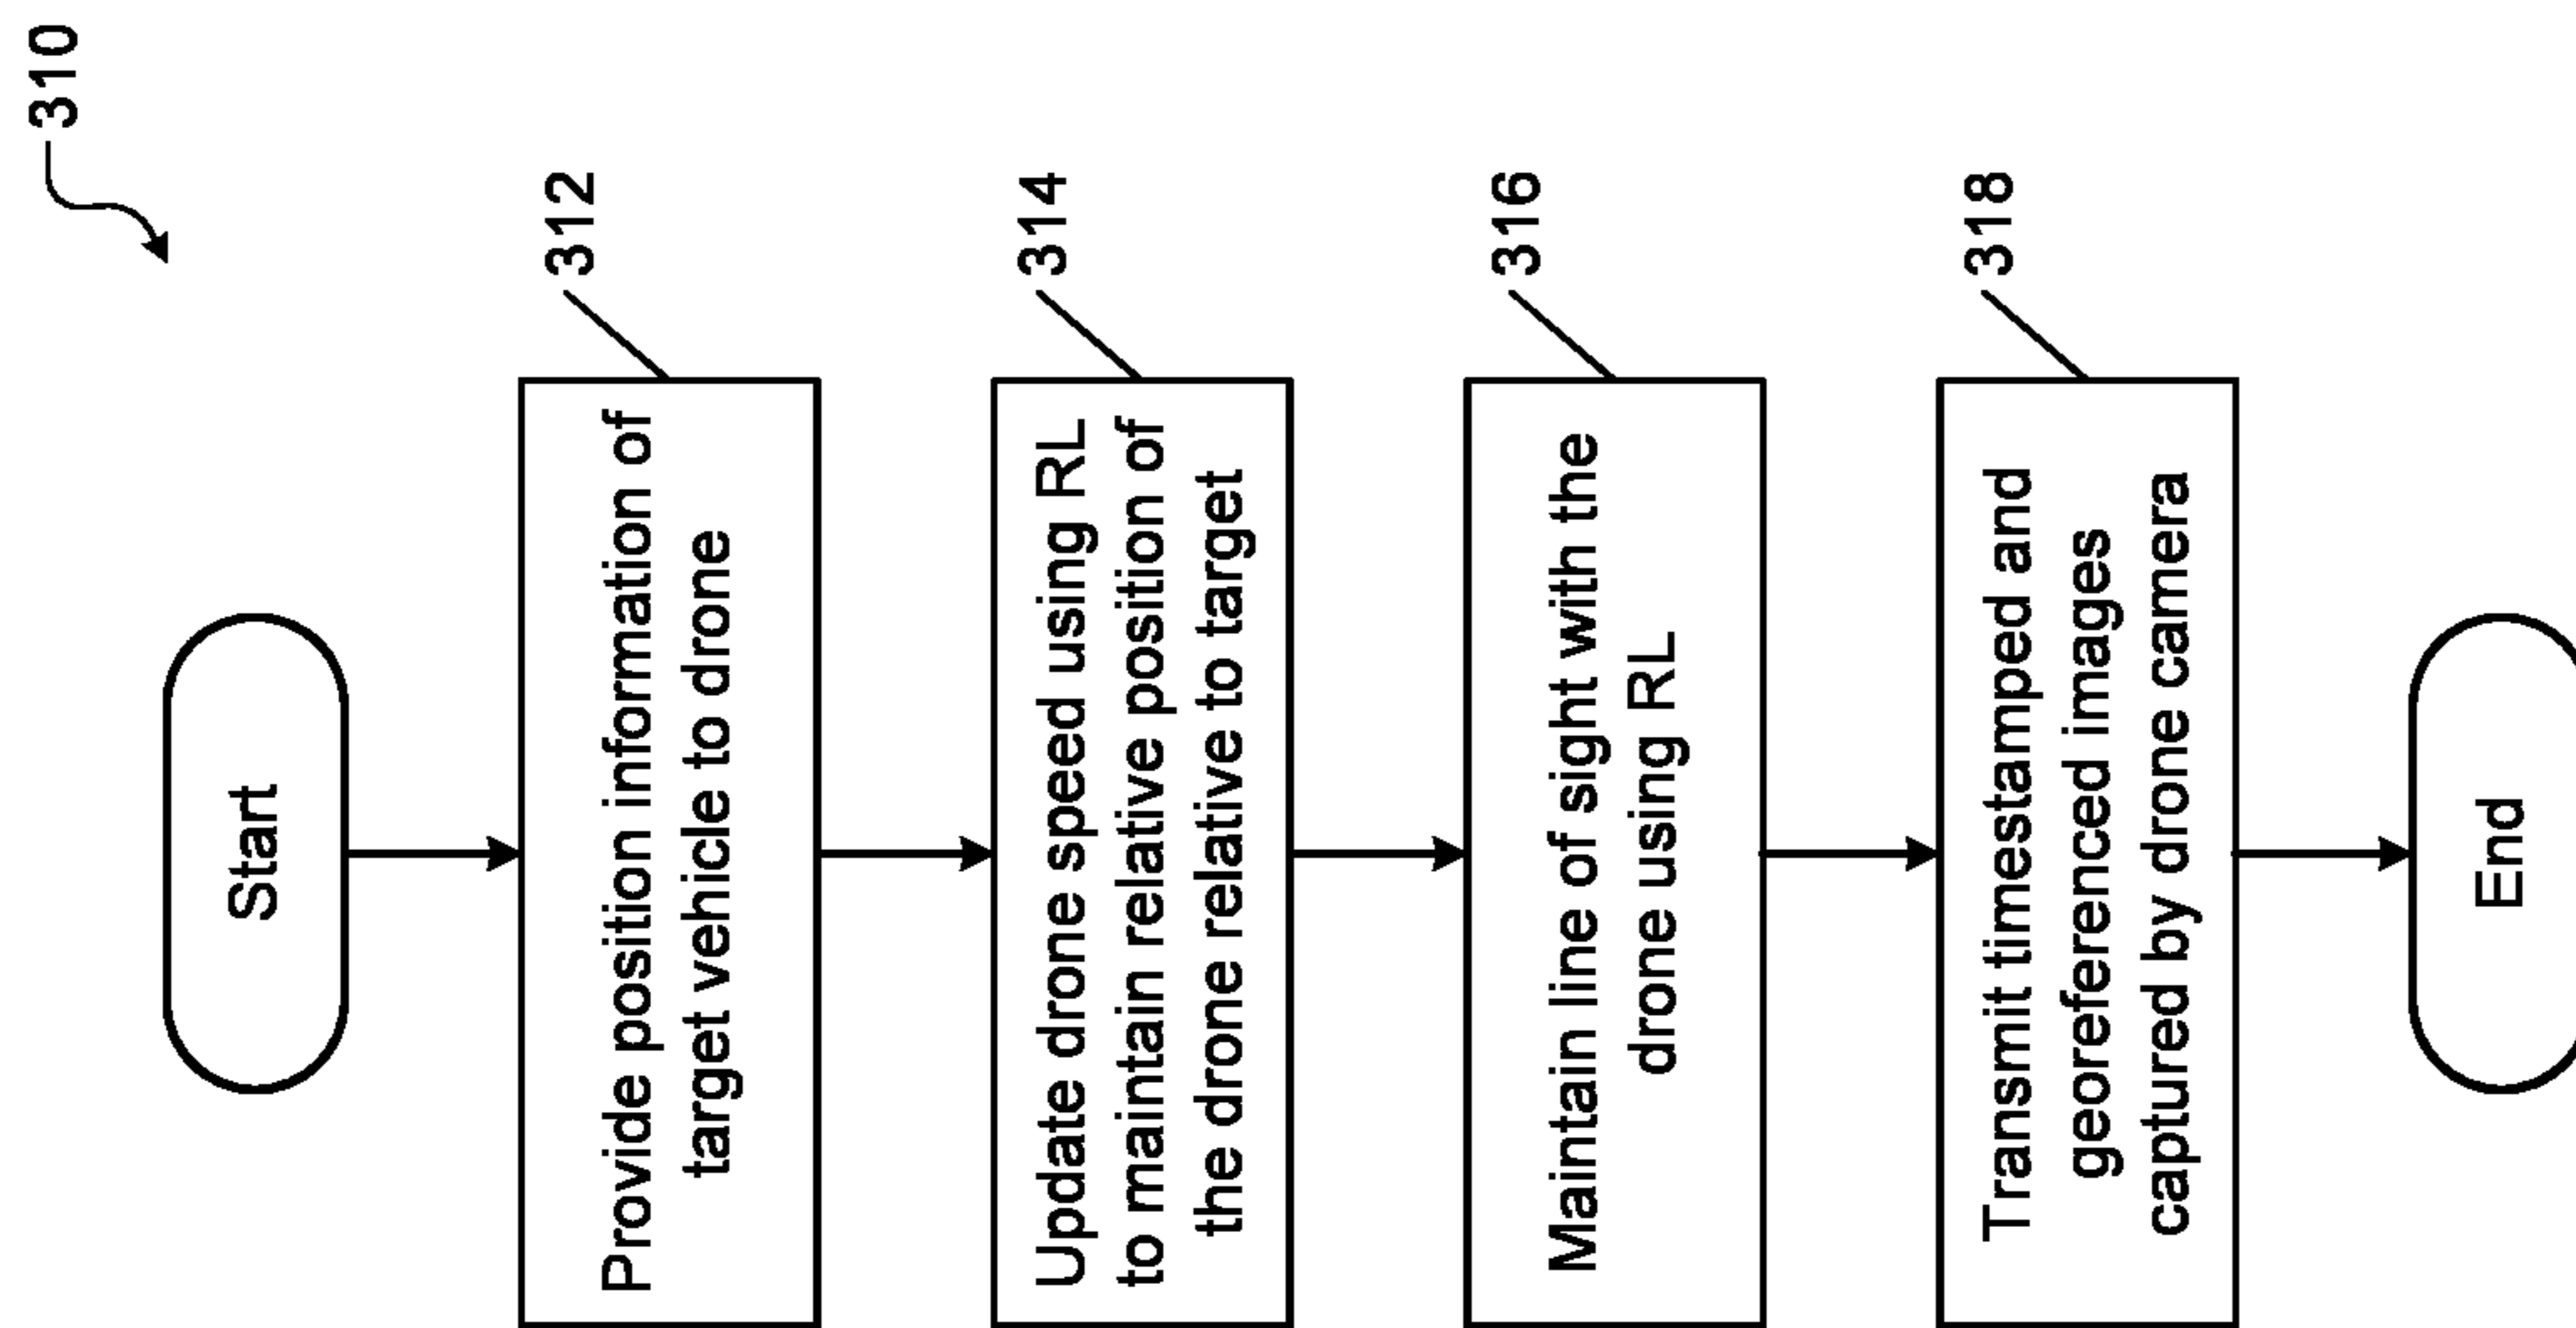 310
Start
312
Provide position information of
target vehicle to drone
314
Update drone speed using RL
to maintain relative position of
the drone relative to target
316
Maintain line of sight with the
drone using RL
318
Transmit timestamped and
georeferenced images
captured by drone camera
End